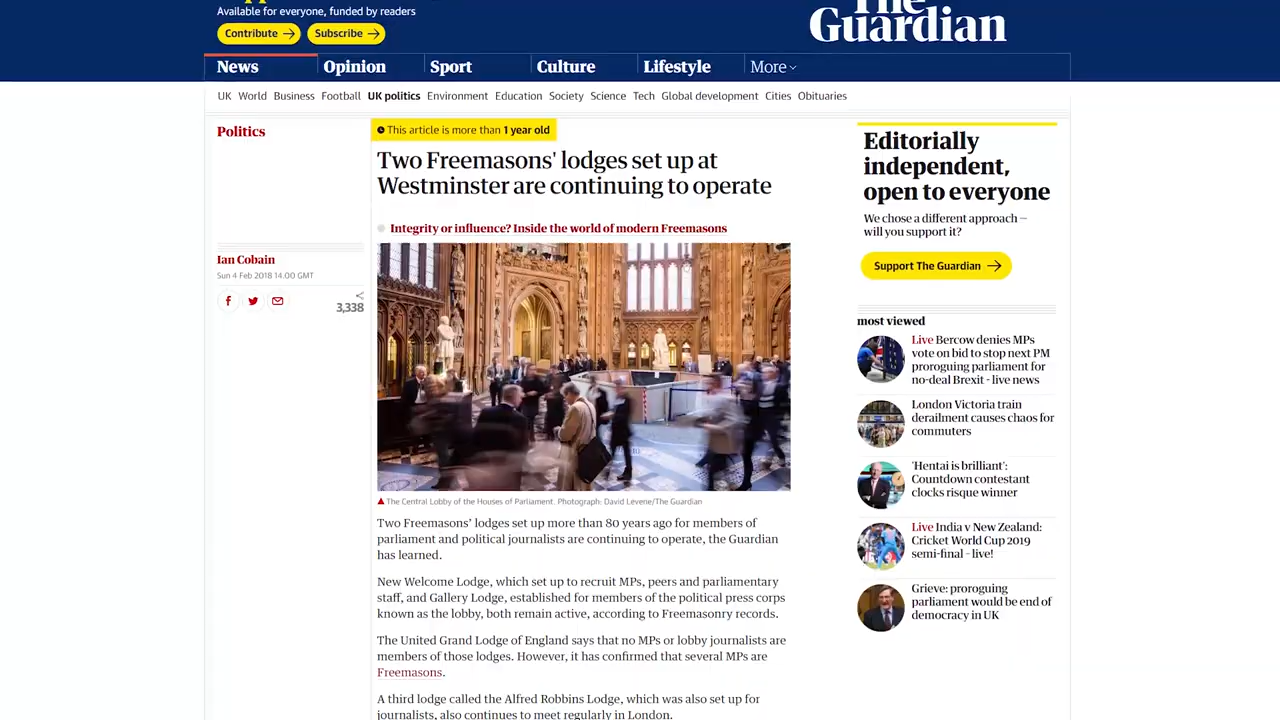 Available for everyone, funded by readers
Contribute
Subscribe
The
Guardian
News
Opinion
Sport
Culture
Lifestyle
More
UK
World
Business
Football
UK politics
Environment
Education
Society
Science
Tech
Global development
Cities
Obituaries
Politics
Ian Cobain
Sun 4 Feb 2018 14.00 GMT
3,338
This article is more than 1 year old
Two Freemasons' lodges set up at
Westminster are continuing to operate
Integrity or influence? Inside the world of modern Freemasons
The Central Lobby of the Houses of Parliament. Photograph: David Levene/The Guardian
Two Freemasons’ lodges set up more than 80 years ago for members of
parliament and political journalists are continuing to operate, the Guardian
has learned.
New Welcome Lodge, which set up to recruit MPs, peers and parliamentary
staff, and Gallery Lodge, established for members of the political press corps
known as the lobby, both remain active, according to Freemasonry records.
The United Grand Lodge of England says that no MPs or lobby journalists are
members of those lodges. However, it has confirmed that several MPs are
Freemasons.
A third lodge called the Alfred Robbins Lodge, which was also set up for
journalists, also continues to meet regularly in London.
Editorially
independent,
open to everyone
We chose a different approach —
will you support it?
Support The Guardian
most viewed
Live Bercow denies MPs
vote on bid to stop next PM
proroguing parliament for
no-deal Brexit - live news
London Victoria train
derailment causes chaos for
commuters
'Hentai is brilliant':
Countdown contestant
clocks risque winner
Live India v New Zealand:
Cricket World Cup 2019
semi-final - live!
Grieve: proroguing
parliament would be end of
democracy in UK